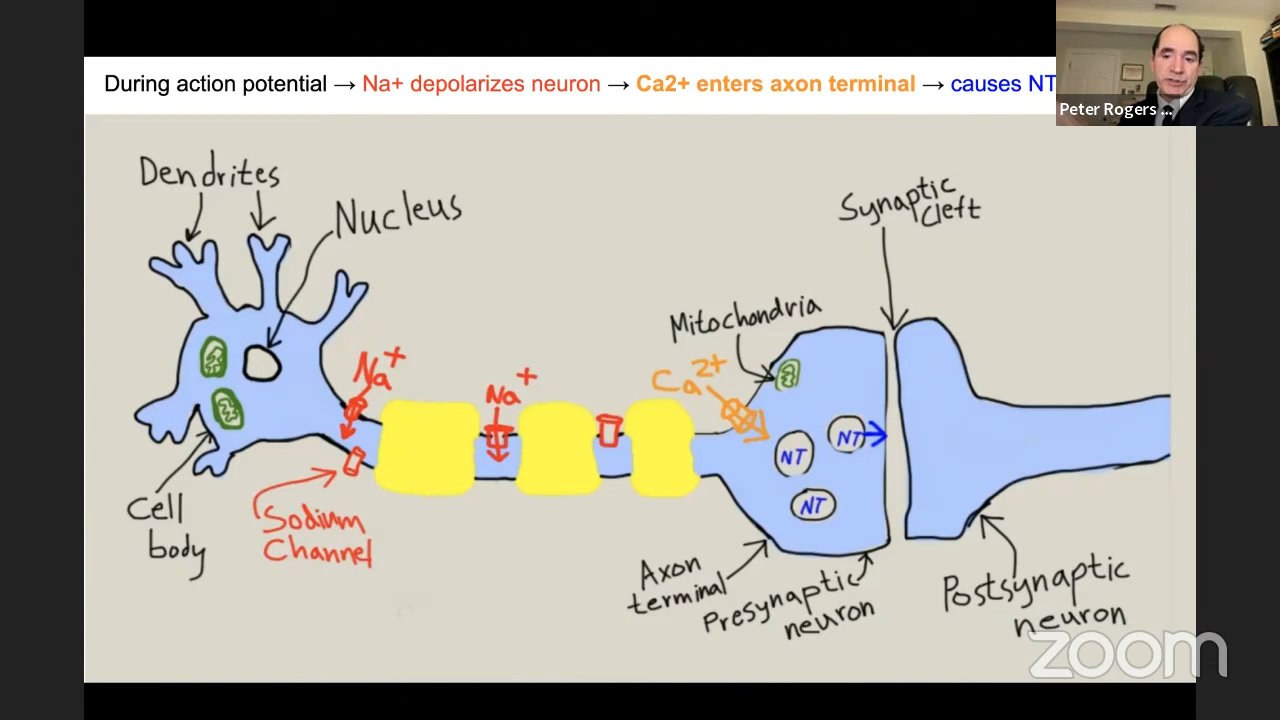 During action potential → Na+ depolarizes neuron → Ca2+ enters axon terminal → causes NT
Peter Rogers ...
Dendrites
Nucleus
Synaptic
Cleft
Mitochondria
Na+
Na+
Ca2+
NT
NT
NT
Cell
body
Sodium
Channel
Axon
terminal
Presynaptic
neuron
Postsynaptic
neuron
zoom